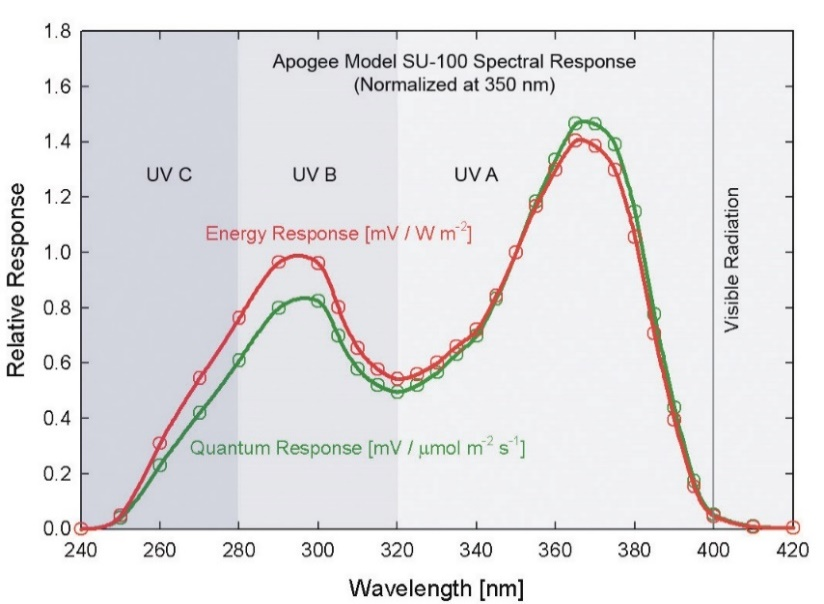 Apogee Model SU-100 Spectral Response
(Normalized at 350 nm)
UV C
UV B
UV A
Energy Response [mV / W m⁻²]
Quantum Response [mV / μmol m⁻² s⁻¹]
Visible Radiation
Relative Response
1.8
1.6
1.4
1.2
1.0
0.8
0.6
0.4
0.2
0.0
240
260
280
300
320
340
360
380
400
420
Wavelength [nm]